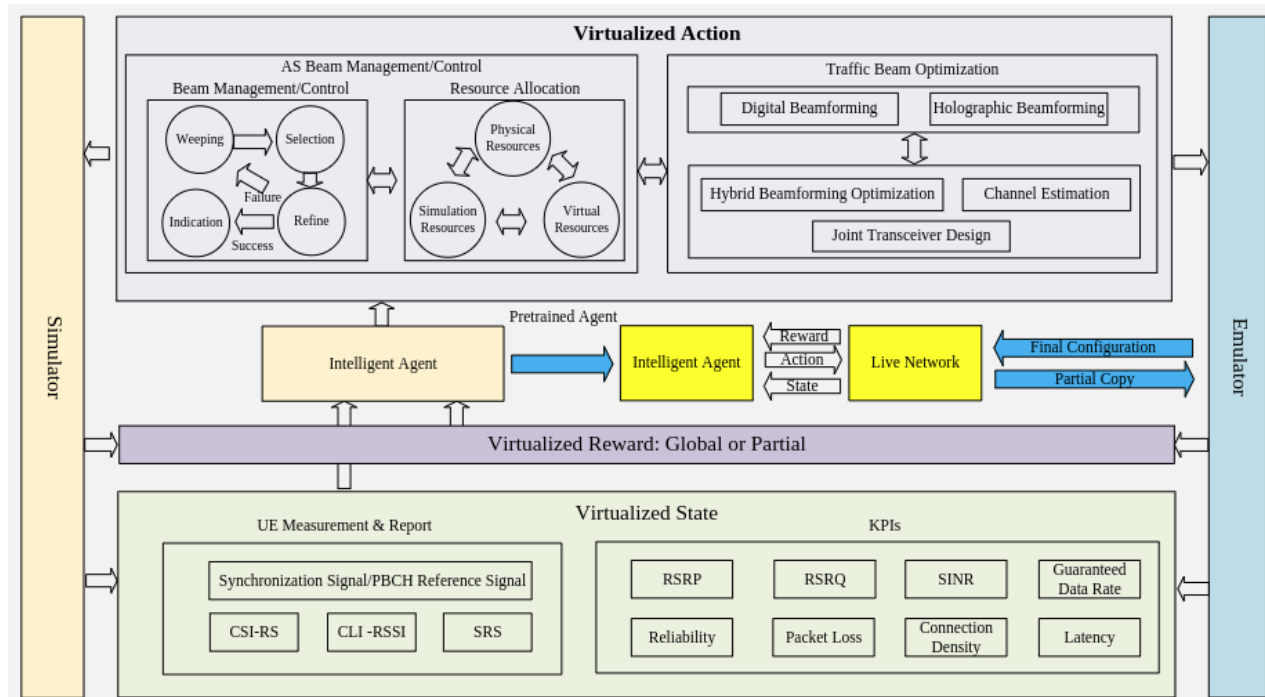 Virtualized Action
AS Beam Management/Control
Beam Management/Control
Resource Allocation
Weeping
Selection
Failure
Indication
Refine
Success
Physical
Resources
Simulation
Resources
Virtual
Resources
Traffic Beam Optimization
Digital Beamforming
Holographic Beamforming
Hybrid Beamforming Optimization
Channel Estimation
Joint Transceiver Design
Simulator
Emulator
Intelligent Agent
Pretrained Agent
Intelligent Agent
Reward
Action
State
Live Network
Final Configuration
Partial Copy
Virtualized Reward: Global or Partial
Virtualized State
UE Measurement & Report
Synchronization Signal/PBCH Reference Signal
CSI-RS
CLI -RSSI
SRS
KPIs
RSRP
RSRQ
SINR
Guaranteed
Data Rate
Reliability
Packet Loss
Connection
Density
Latency